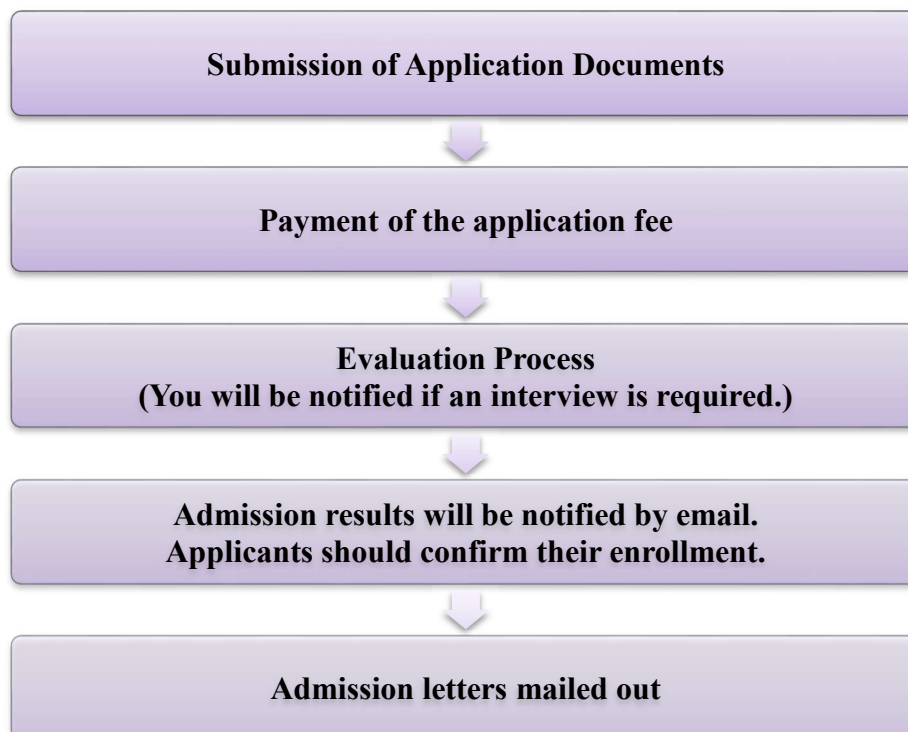 Submission of Application Documents
Payment of the application fee
Evaluation Process
(You will be notified if an interview is required.)
Admission results will be notified by email.
Applicants should confirm their enrollment.
Admission letters mailed out